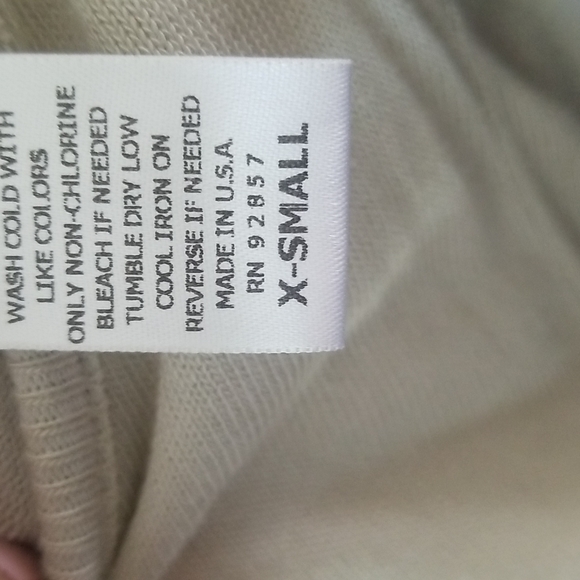 WASH COLD WITH
LIKE COLORS
ONLY NON-CHLORINE
BLEACH IF NEEDED
TUMBLE DRY LOW
COOL IRON ON
REVERSE IF NEEDED
MADE IN U.S.A.
RN 92857
X-SMALL